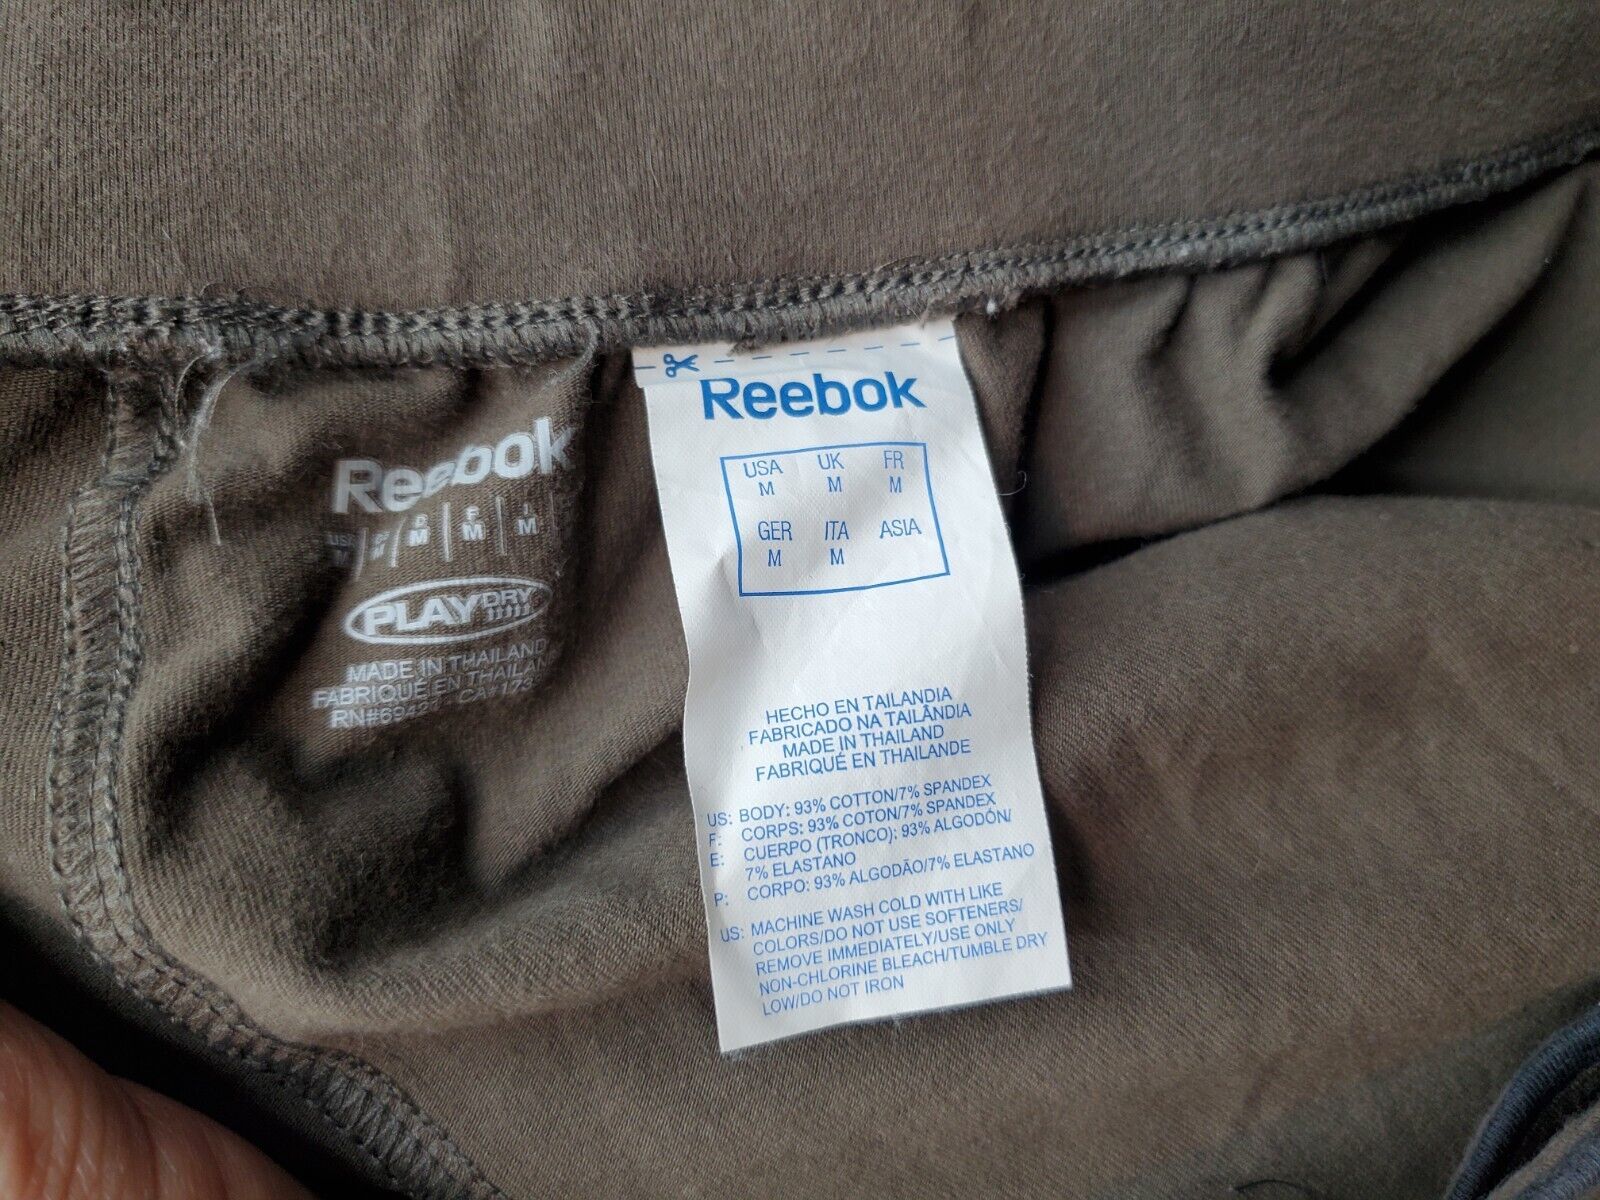 Reebok
USA UK FR
M M M
GER ITA ASIA
M M
HECHO EN TAILANDIA
FABRICADO NA TAILÂNDIA
MADE IN THAILAND
FABRIQUÉ EN THAILANDE
US: BODY: 93% COTTON/7% SPANDEX
F: CORPS: 93% COTON/7% SPANDEX
E: CUERPO (TRONCO): 93% ALGODÓN/
7% ELASTANO
P: CORPO: 93% ALGODÃO/7% ELASTANO
US: MACHINE WASH COLD WITH LIKE
COLORS/DO NOT USE SOFTENERS/
REMOVE IMMEDIATELY/USE ONLY
NON-CHLORINE BLEACH/TUMBLE DRY
LOW/DO NOT IRON
Reebok
D F I
M M M M
PLAYDRY
MADE IN THAILAND
FABRIQUÉ EN